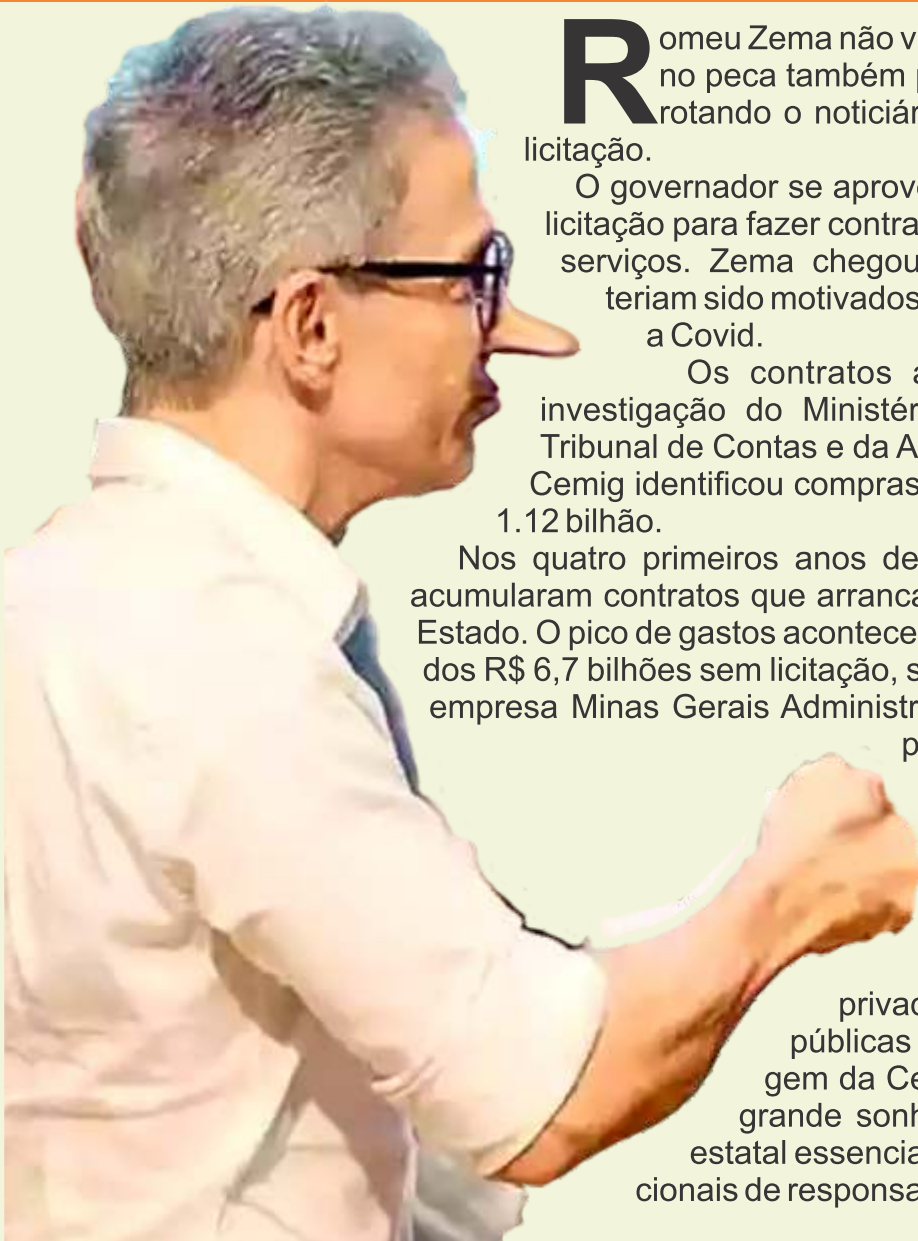 Romeu Zema não v
no peca também p
rotando o noticiár
licitação.
O governador se aprove
licitação para fazer contra
serviços. Zema chegou
teriam sido motivados
a Covid.
Os contratos a
investigação do Ministér
Tribunal de Contas e da A
Cemig identificou compras
1.12 bilhão.
Nos quatro primeiros anos de
acumularam contratos que arranca
Estado. O pico de gastos acontece
dos R$ 6,7 bilhões sem licitação, s
empresa Minas Gerais Administr
p
privad
públicas
gem da Ce
grande sonh
estatal essencia
cionais de responsa